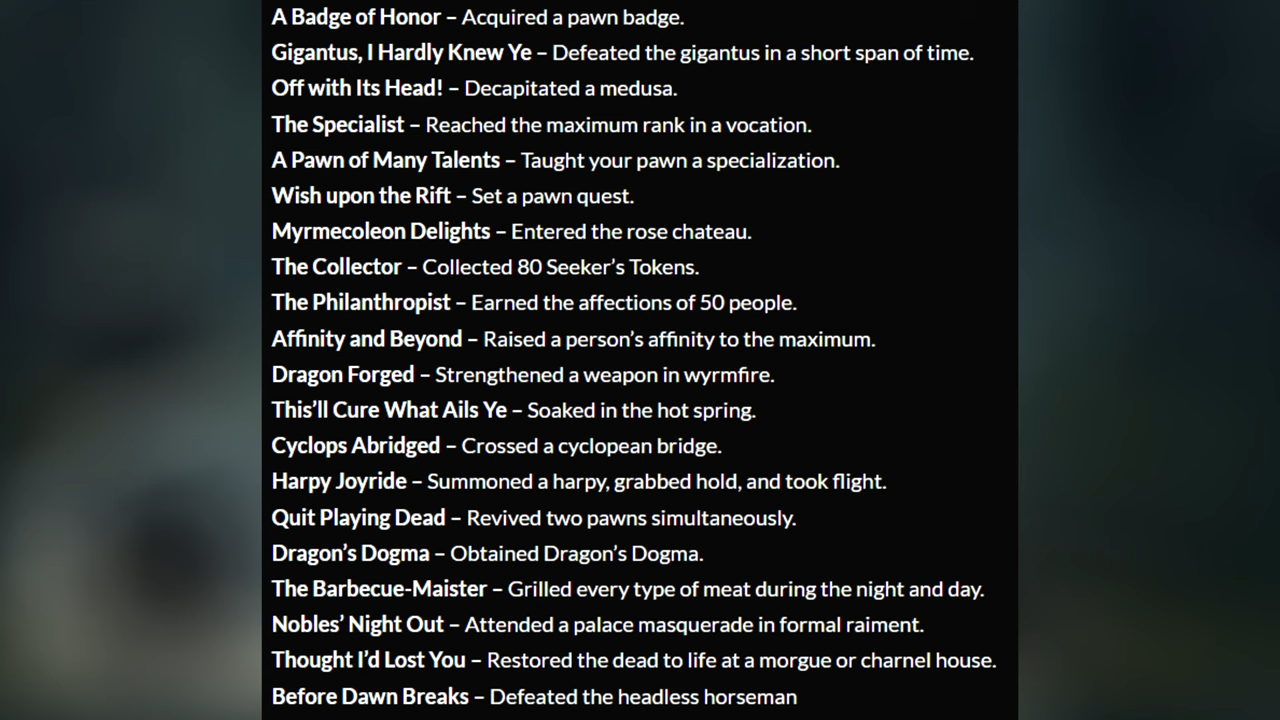 A Badge of Honor – Acquired a pawn badge.
Gigantus, I Hardly Knew Ye – Defeated the gigantus in a short span of time.
Off with Its Head! – Decapitated a medusa.
The Specialist – Reached the maximum rank in a vocation.
A Pawn of Many Talents – Taught your pawn a specialization.
Wish upon the Rift – Set a pawn quest.
Myrmecoleon Delights – Entered the rose chateau.
The Collector – Collected 80 Seeker’s Tokens.
The Philanthropist – Earned the affections of 50 people.
Affinity and Beyond – Raised a person’s affinity to the maximum.
Dragon Forged – Strengthened a weapon in wyrmfire.
This’ll Cure What Ails Ye – Soaked in the hot spring.
Cyclops Abridged – Crossed a cyclopean bridge.
Harpy Joyride – Summoned a harpy, grabbed hold, and took flight.
Quit Playing Dead – Revived two pawns simultaneously.
Dragon’s Dogma – Obtained Dragon’s Dogma.
The Barbecue-Maister – Grilled every type of meat during the night and day.
Nobles’ Night Out – Attended a palace masquerade in formal raiment.
Thought I’d Lost You – Restored the dead to life at a morgue or charnel house.
Before Dawn Breaks – Defeated the headless horseman